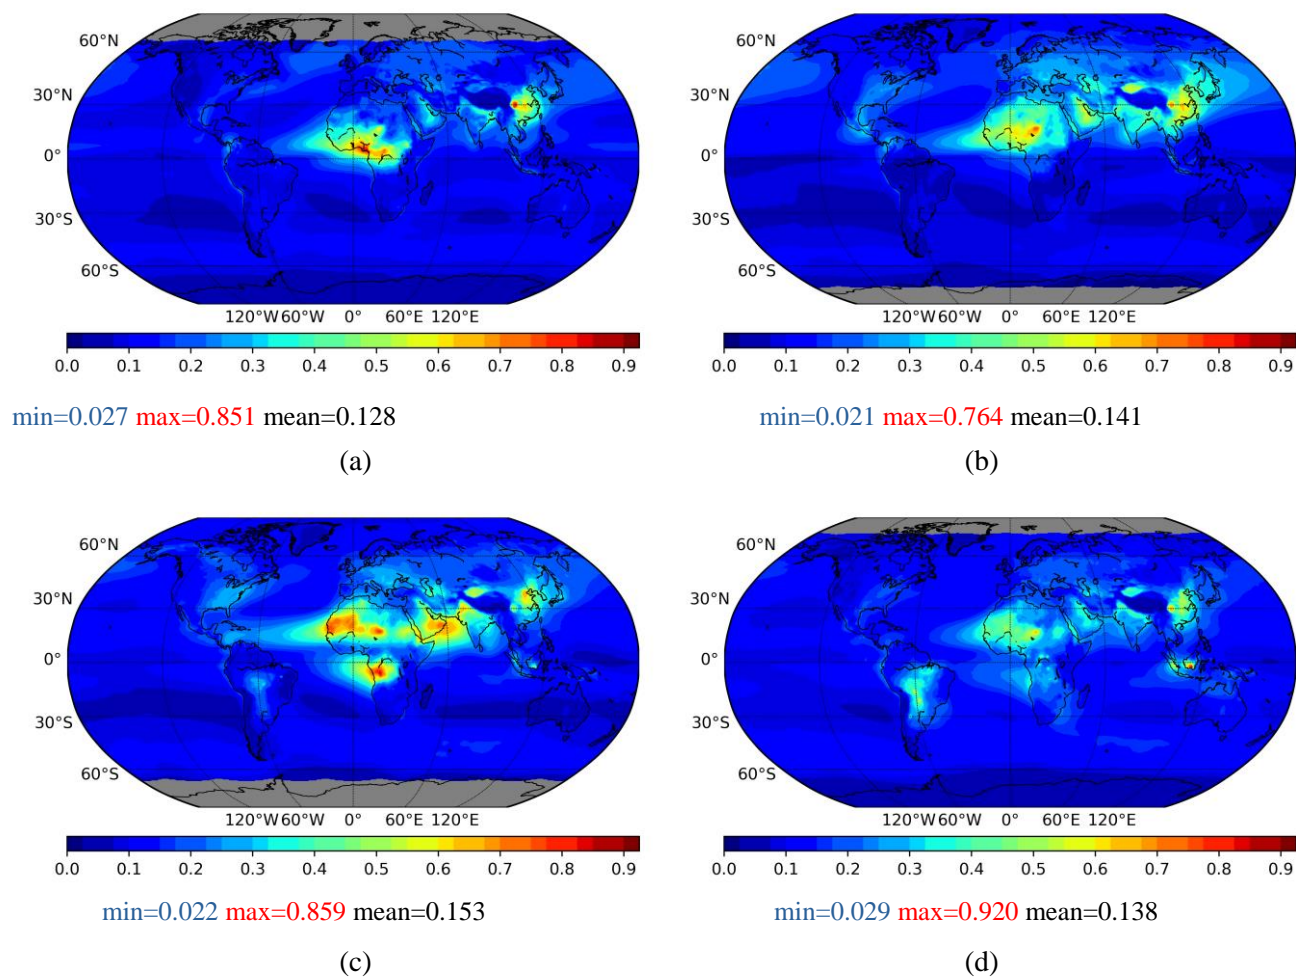 60°N
30°N
0°
30°S
60°S
120°W60°W 0° 60°E 120°E
0.0 0.1 0.2 0.3 0.4 0.5 0.6 0.7 0.8 0.9
min=0.027 max=0.851 mean=0.128
(a)
60°N
30°N
0°
30°S
60°S
120°W60°W 0° 60°E 120°E
0.0 0.1 0.2 0.3 0.4 0.5 0.6 0.7 0.8 0.9
min=0.021 max=0.764 mean=0.141
(b)
60°N
30°N
0°
30°S
60°S
120°W60°W 0° 60°E 120°E
0.0 0.1 0.2 0.3 0.4 0.5 0.6 0.7 0.8 0.9
min=0.022 max=0.859 mean=0.153
(c)
60°N
30°N
0°
30°S
60°S
120°W60°W 0° 60°E 120°E
0.0 0.1 0.2 0.3 0.4 0.5 0.6 0.7 0.8 0.9
min=0.029 max=0.920 mean=0.138
(d)